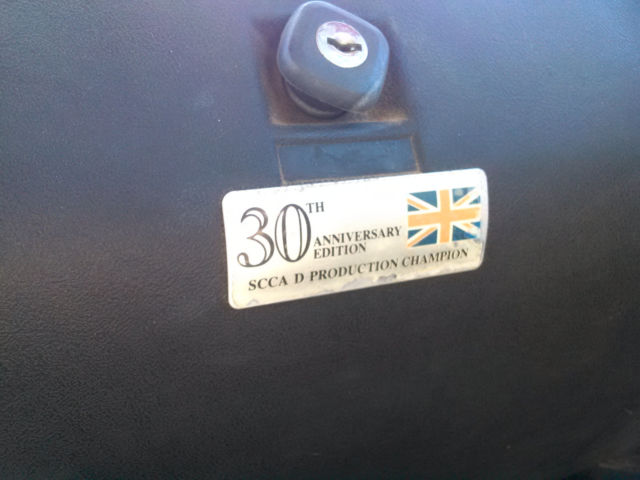 30TH
ANNIVERSARY
EDITION
SCCA D PRODUCTION CHAMPION